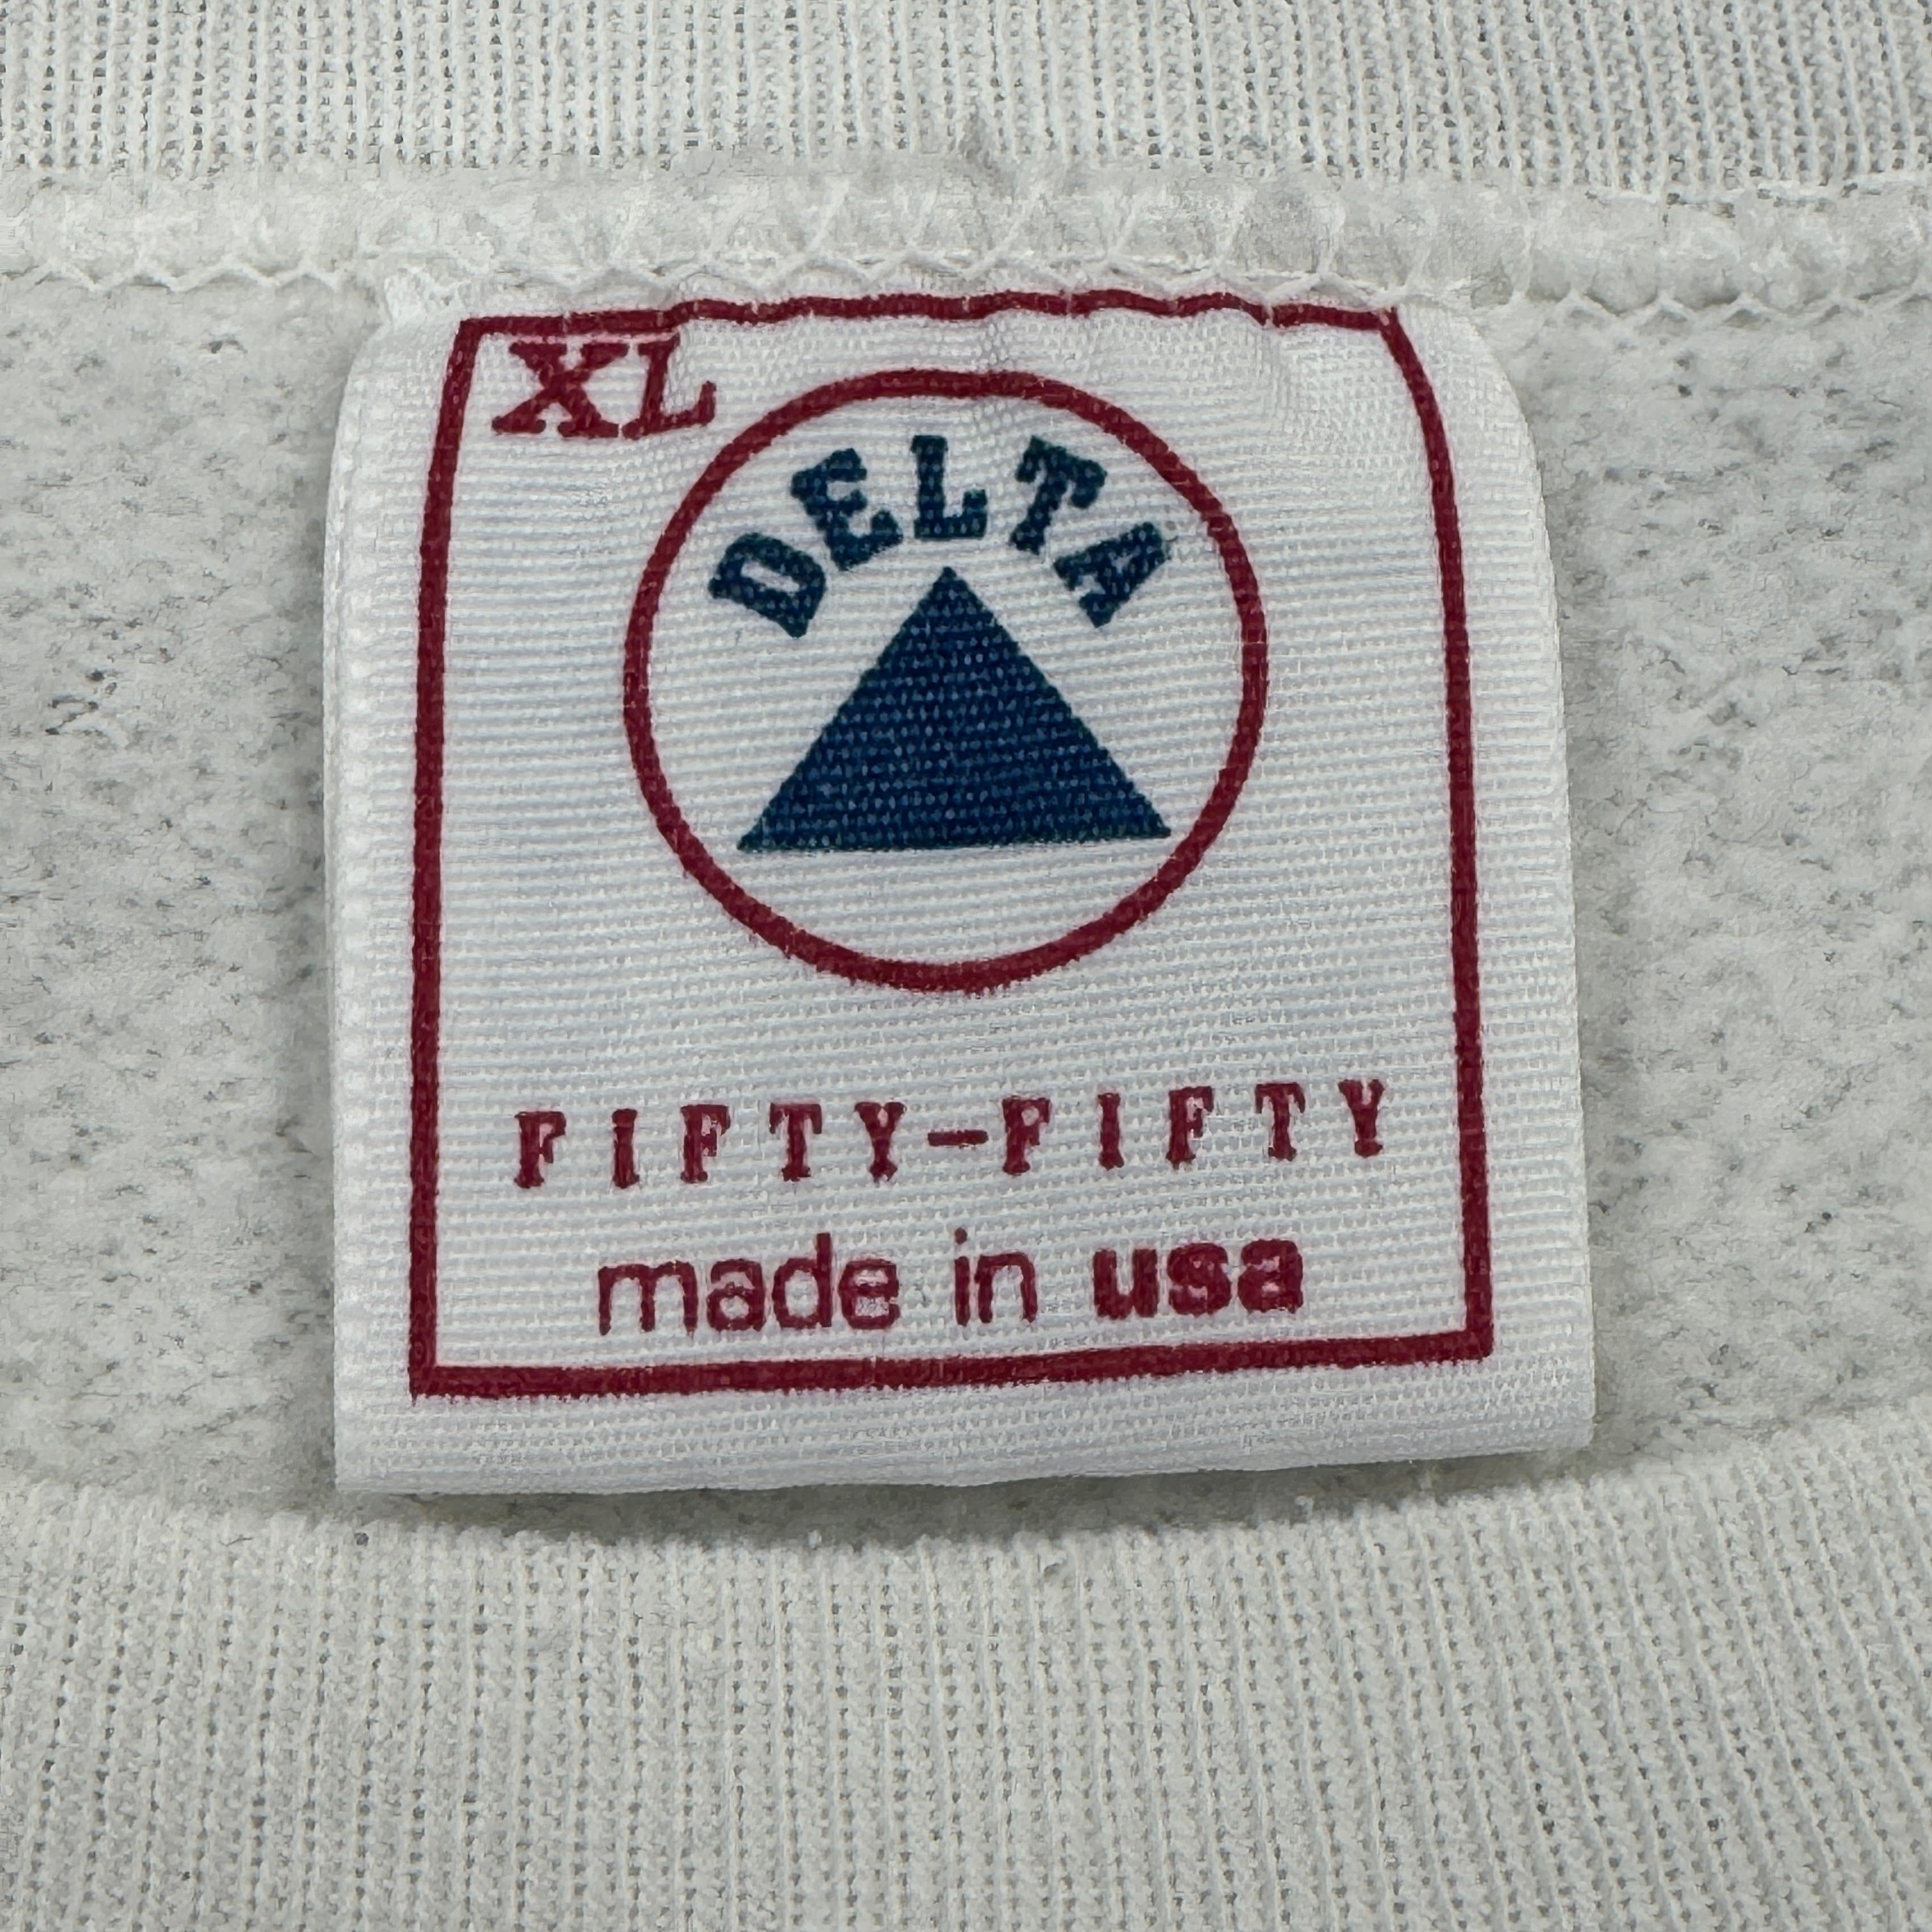 XL
DELTA
FIFTY-FIFTY
made in usa